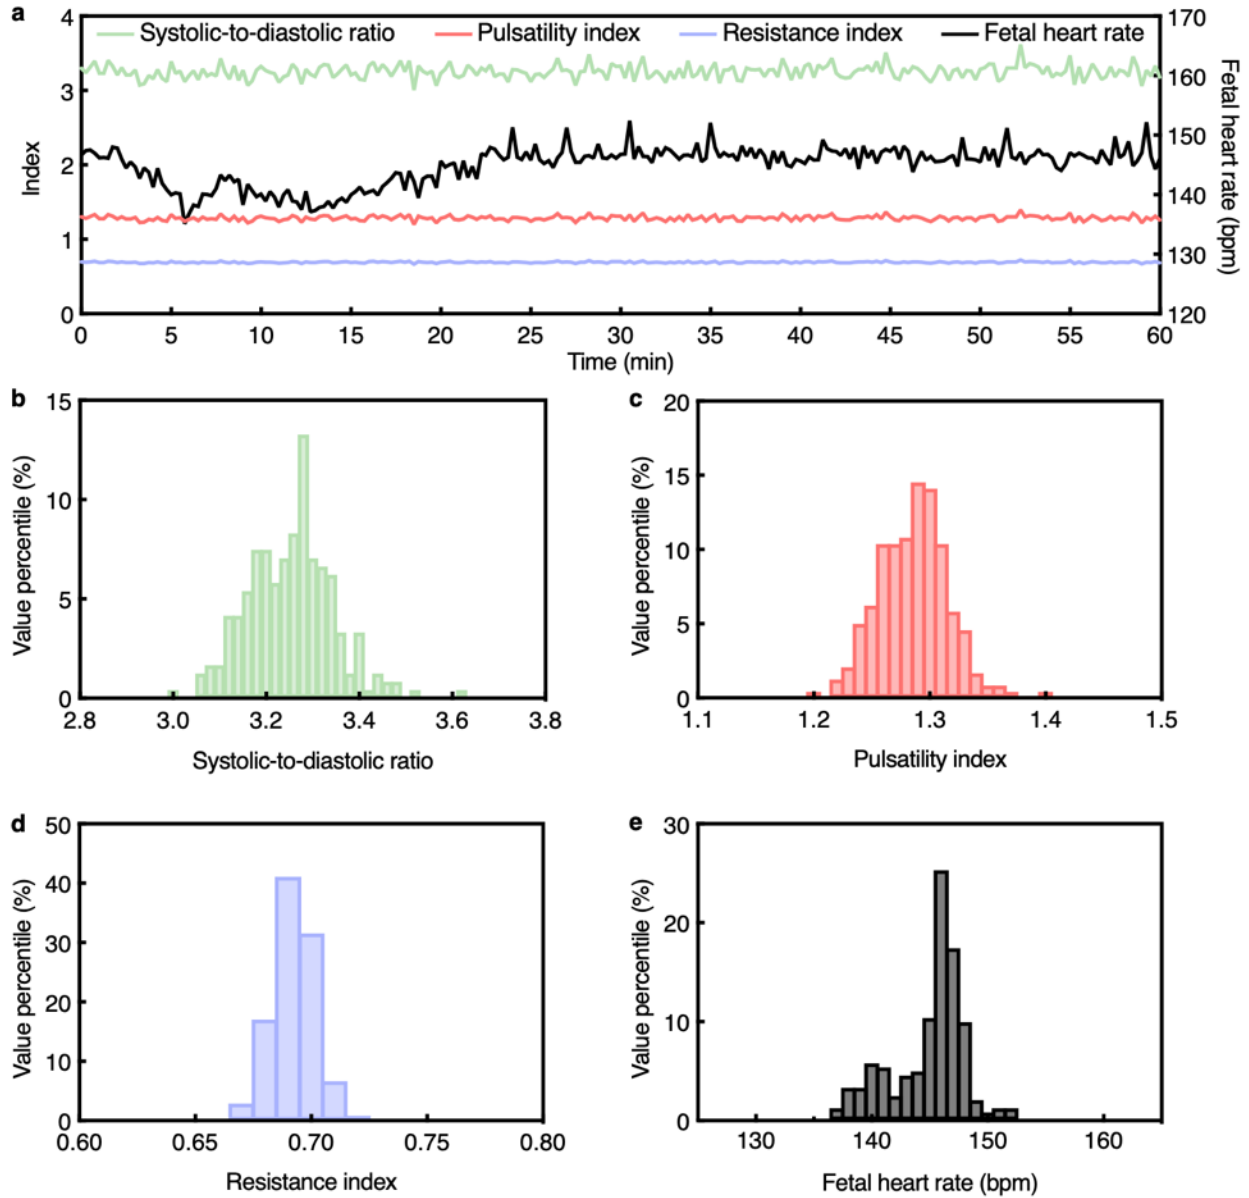 a
4
3
2
1
0
Index
Systolic-to-diastolic ratio
Pulsatility index
Resistance index
Fetal heart rate
170
160
150
140
130
120
Fetal heart rate (bpm)
0 5 10 15 20 25 30 35 40 45 50 55 60
Time (min)
b
15
10
5
0
Value percentile (%)
2.8 3.0 3.2 3.4 3.6 3.8
Systolic-to-diastolic ratio
c
20
15
10
5
0
Value percentile (%)
1.1 1.2 1.3 1.4 1.5
Pulsatility index
d
50
40
30
20
10
0
Value percentile (%)
0.60 0.65 0.70 0.75 0.80
Resistance index
e
30
20
10
0
Value percentile (%)
130 140 150 160
Fetal heart rate (bpm)